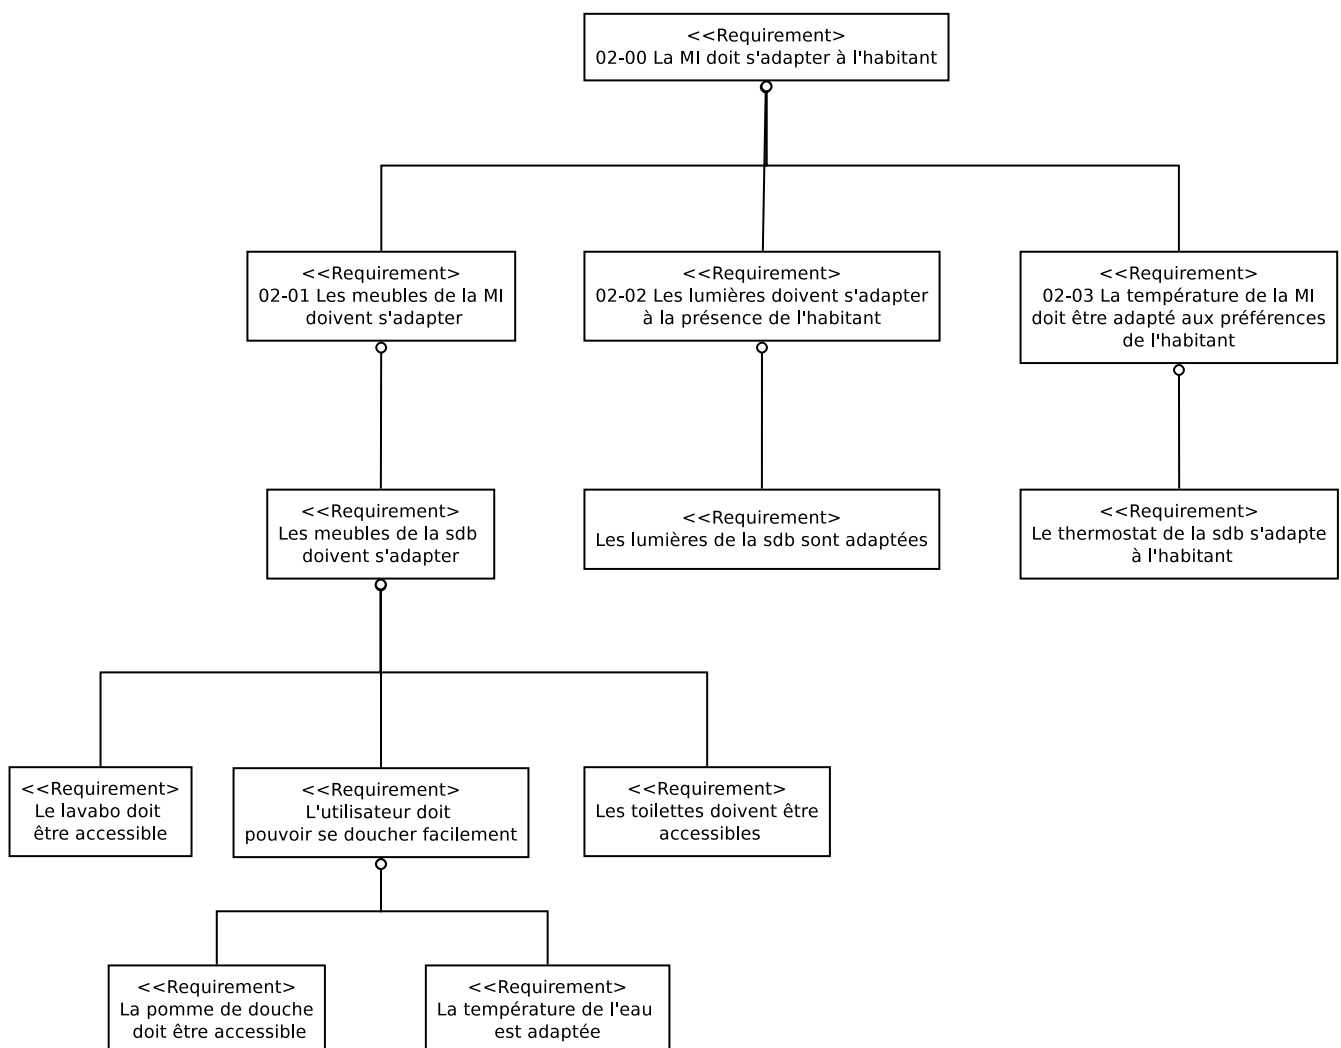 <<Requirement>
02-00 La MI doit s'adapter à l'habitant
<<Requirement>
02-01 Les meubles de la MI
doivent s'adapter
<<Requirement>
02-02 Les lumières doivent s'adapter
à la présence de l'habitant
<<Requirement>
02-03 La température de la MI
doit être adapté aux préférences
de l'habitant
<<Requirement>
Les meubles de la sdb
doivent s'adapter
<<Requirement>
Les lumières de la sdb sont adaptées
<<Requirement>
Le thermostat de la sdb s'adapte
à l'habitant
<<Requirement>
Le lavabo doit
être accessible
<<Requirement>
L'utilisateur doit
pouvoir se doucher facilement
<<Requirement>
Les toilettes doivent être
accessibles
<<Requirement>
La pomme de douche
doit être accessible
<<Requirement>
La température de l'eau
est adaptée